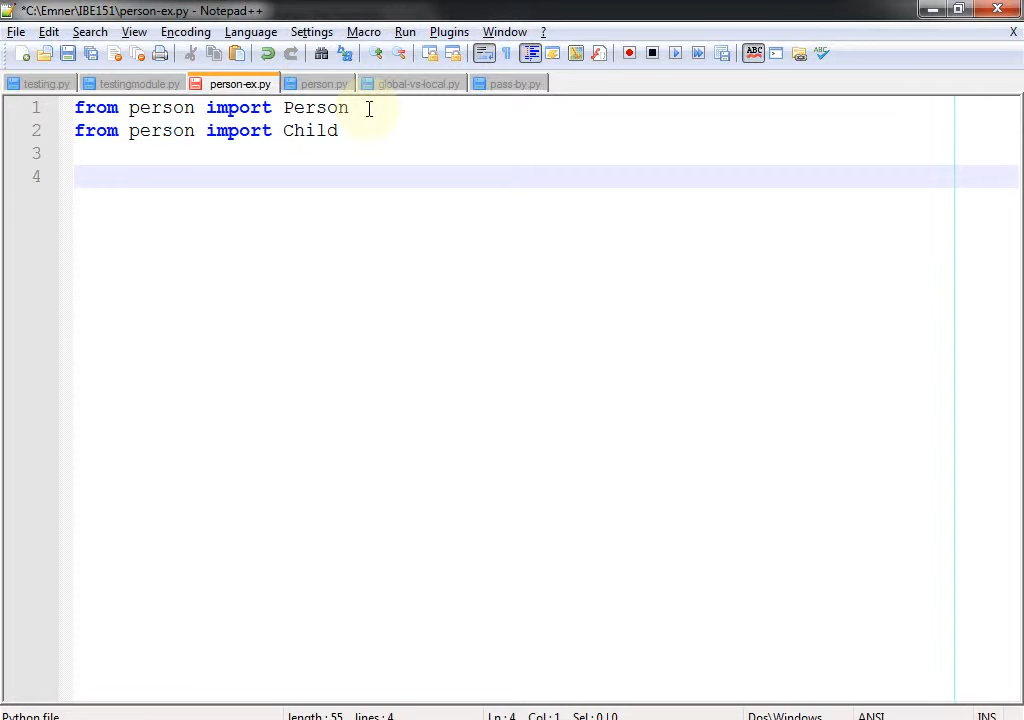 *C:\Emner\IBE151\person-ex.py - Notepad++
File Edit Search View Encoding Language Settings Macro Run Plugins Window ? X
testing.py testingmodule.py person-ex.py person.py global-vs-local.py pass-by.py
1 from person import Person
2 from person import Child
3
4
Python file length : 55 lines : 4 Ln : 4 Col : 1 Sel : 0 | 0 Dos\Windows ANSI INS